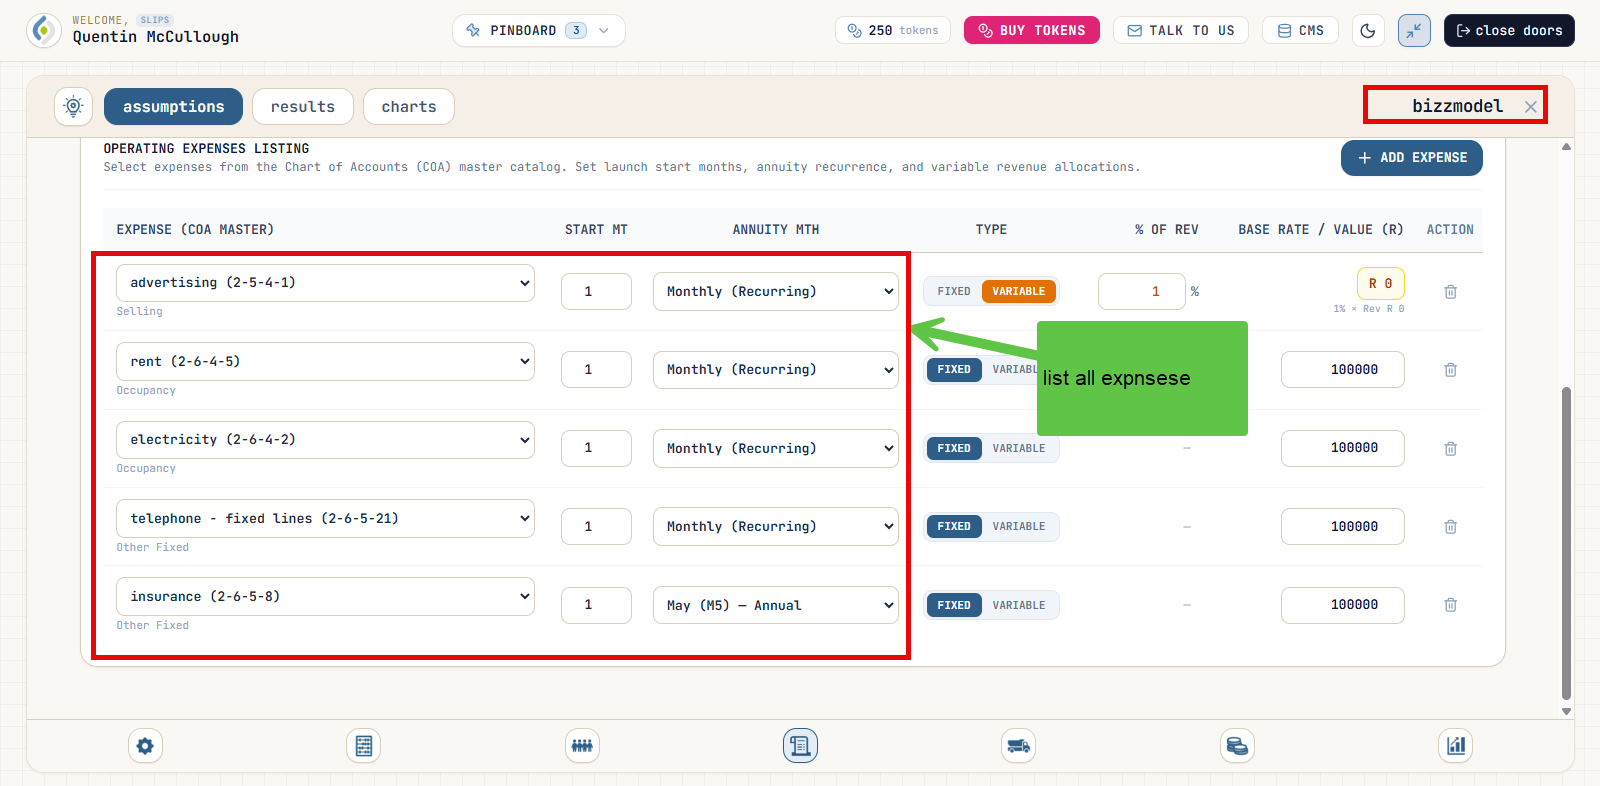 WELCOME, SLIPS
Quentin McCullough
PINBOARD 3
250 tokens
BUY TOKENS
TALK TO US
CMS
close doors
assumptions
results
charts
bizzmodel
OPERATING EXPENSES LISTING
Select expenses from the Chart of Accounts (COA) master catalog. Set launch start months, annuity recurrence, and variable revenue allocations.
+ ADD EXPENSE
EXPENSE (COA MASTER) START MT ANNUITY MTH TYPE % OF REV BASE RATE / VALUE (R) ACTION
advertising (2-5-4-1) 1 Monthly (Recurring) FIXED VARIABLE 1 % R 0
Selling 1% × Rev R 0
rent (2-6-4-5) 1 Monthly (Recurring) FIXED VARIABL 100000
Occupancy
list all expnsese
electricity (2-6-4-2) 1 Monthly (Recurring) FIXED VARIABLE — 100000
Occupancy
telephone - fixed lines (2-6-5-21) 1 Monthly (Recurring) FIXED VARIABLE — 100000
Other Fixed
insurance (2-6-5-8) 1 May (M5) — Annual FIXED VARIABLE — 100000
Other Fixed